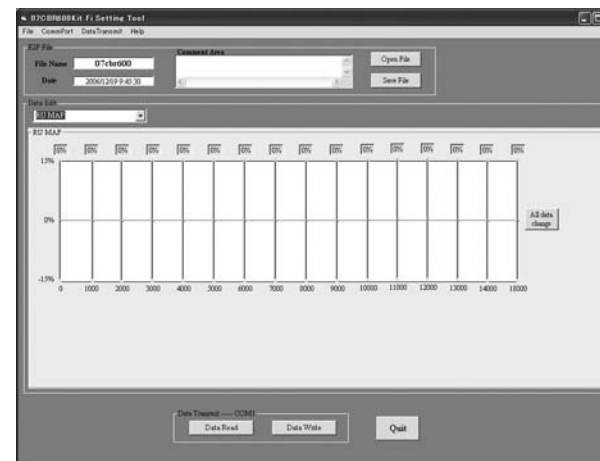 07CBR600Kit Fi Setting Tool
File CommPort DataTransmit Help
E2P File
File Name 07cbr600
Date 2006/12/19 9:45:30
Comment Area
Open File
Save File
Data Edit
RU MAP
RU MAP
0% 0% 0% 0% 0% 0% 0% 0% 0% 0% 0% 0% 0% 0% 0% 0%
15%
0%
-15%
All data
change
0 1000 2000 3000 4000 5000 6000 7000 8000 9000 10000 11000 12000 13000 14000 15000
Data Transmit ---- COM1
Data Read Data Write
Quit